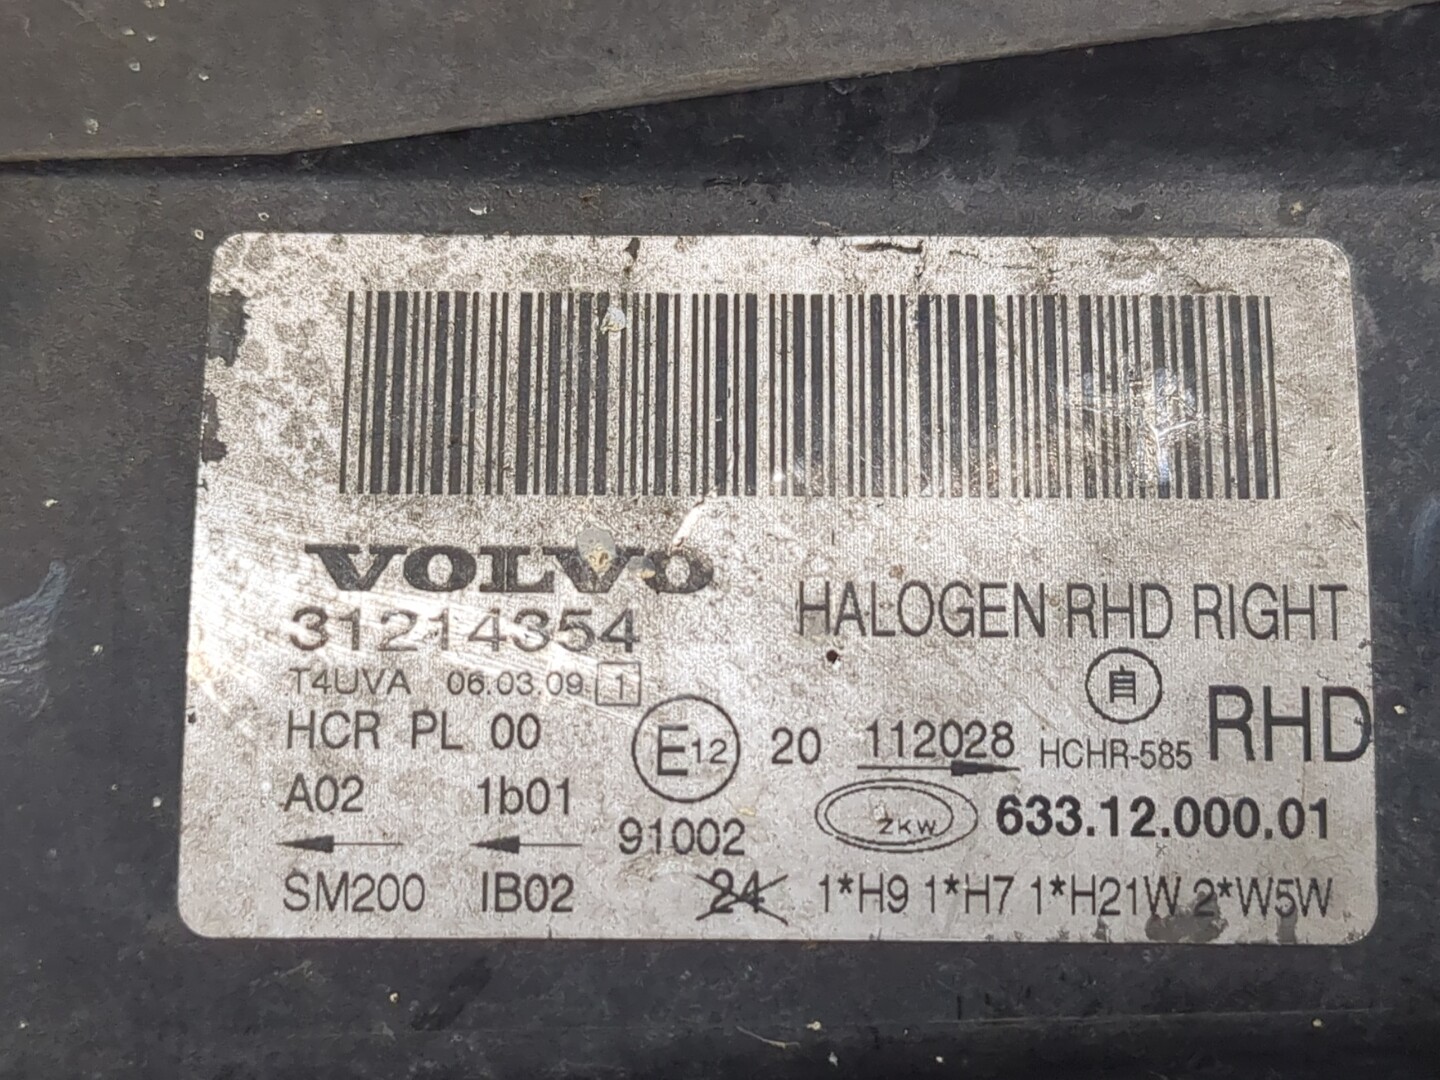 VOLVO
31214354
HALOGEN RHD RIGHT
T4UVA 06.03.09 1
自
RHD
HCR PL 00
E12
20 112028 HCHR-585
A02 1b01
91002
ZKW
633.12.000.01
SM200 IB02
24
1*H9 1*H7 1*H21W 2*W5W